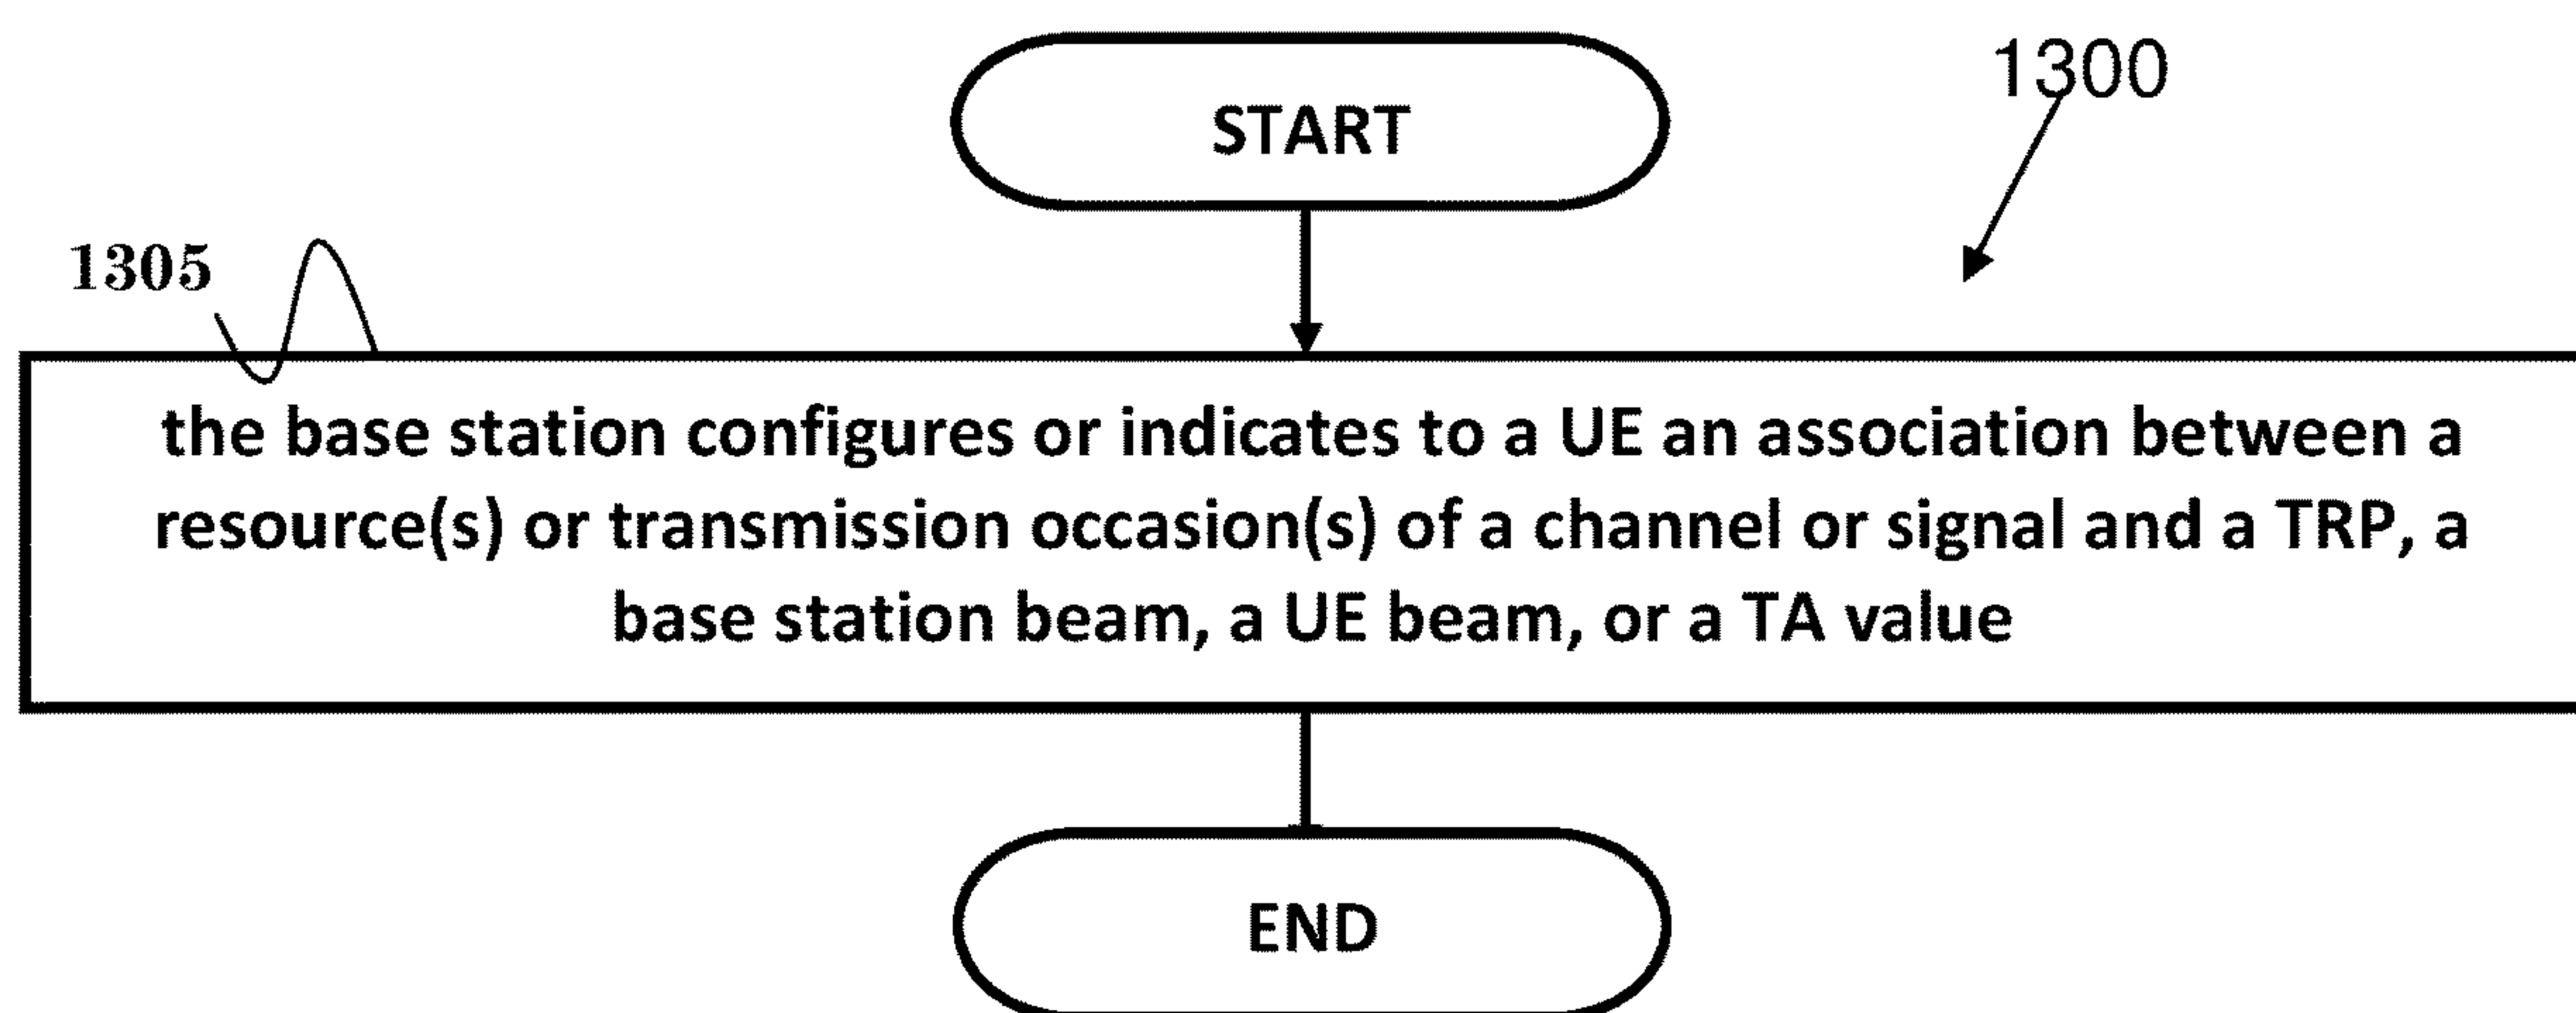 START
1300
1305
the base station configures or indicates to a UE an association between a
resource(s) or transmission occasion(s) of a channel or signal and a TRP, a
base station beam, a UE beam, or a TA value
END